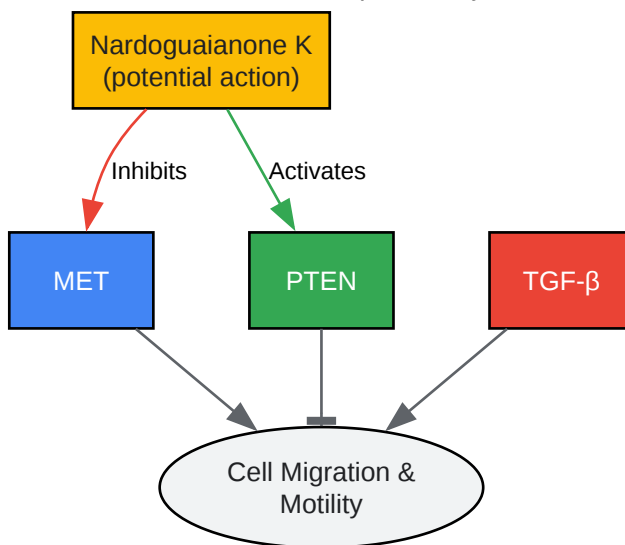 Nardoguaianone K
(potential action)
Inhibits
Activates
MET
PTEN
TGF-β
Cell Migration &
Motility